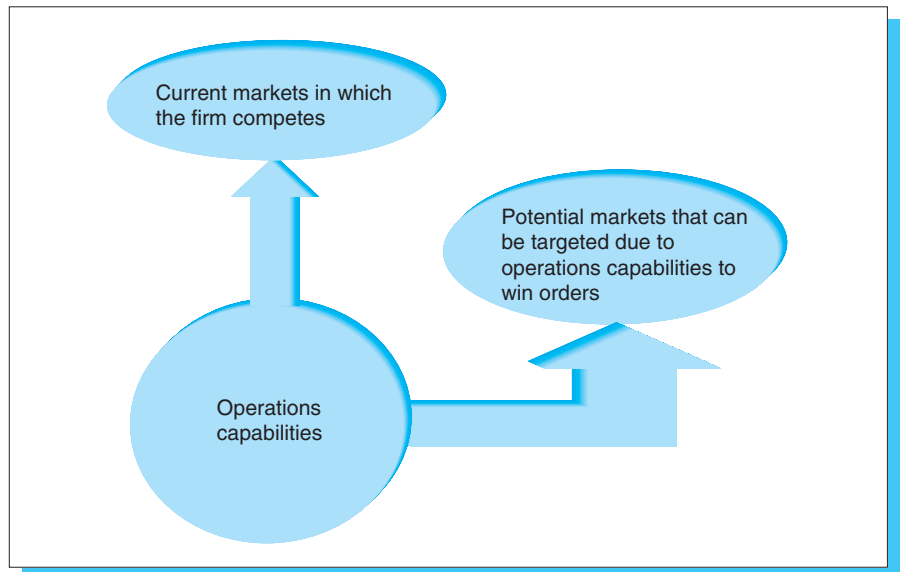 Current markets in which
the firm competes
Potential markets that can
be targeted due to
operations capabilities to
win orders
Operations
capabilities